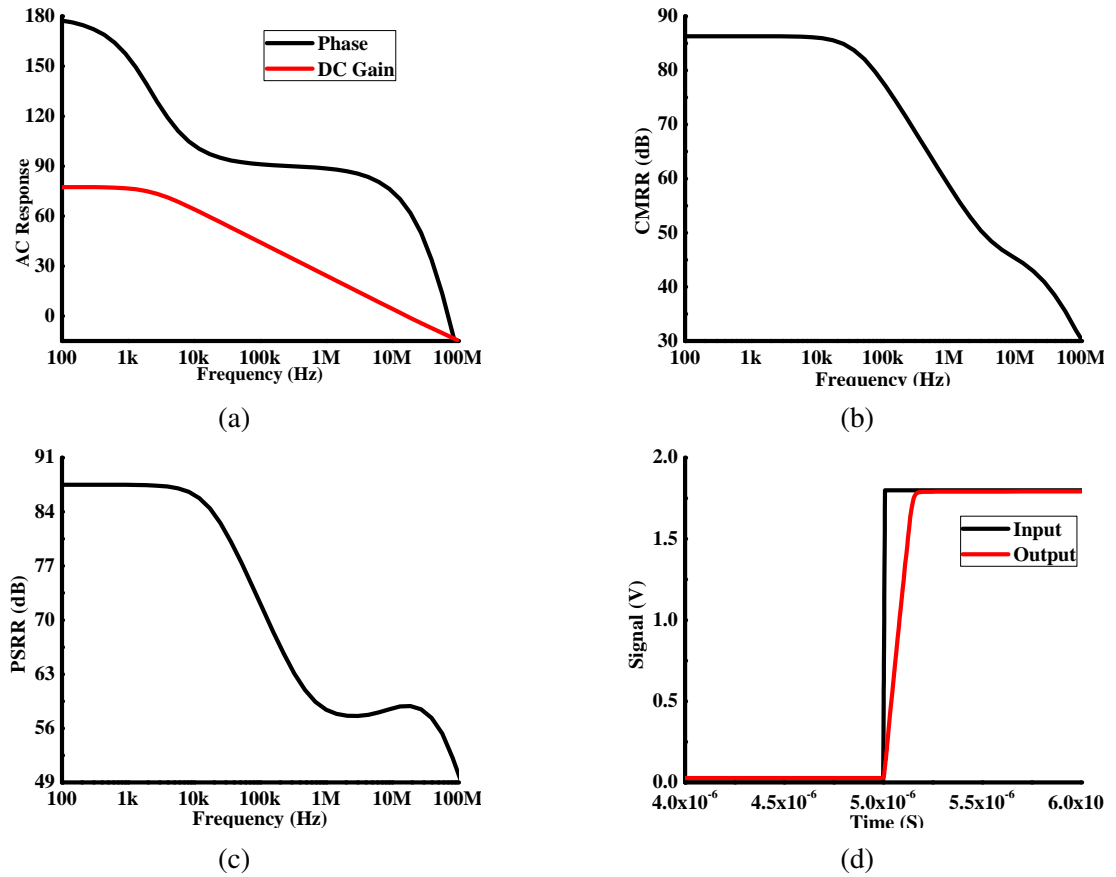 180
150
120
90
60
30
0
AC Response
Phase
DC Gain
100 1k 10k 100k 1M 10M 100M
Frequency (Hz)
(a)
90
80
70
60
50
40
30
CMRR (dB)
100 1k 10k 100k 1M 10M 100M
Frequency (Hz)
(b)
91
84
77
70
63
56
49
PSRR (dB)
100 1k 10k 100k 1M 10M 100M
Frequency (Hz)
(c)
2.0
1.5
1.0
0.5
0.0
Signal (V)
Input
Output
4.0x10⁻⁶ 4.5x10⁻⁶ 5.0x10⁻⁶ 5.5x10⁻⁶ 6.0x10
Time (S)
(d)